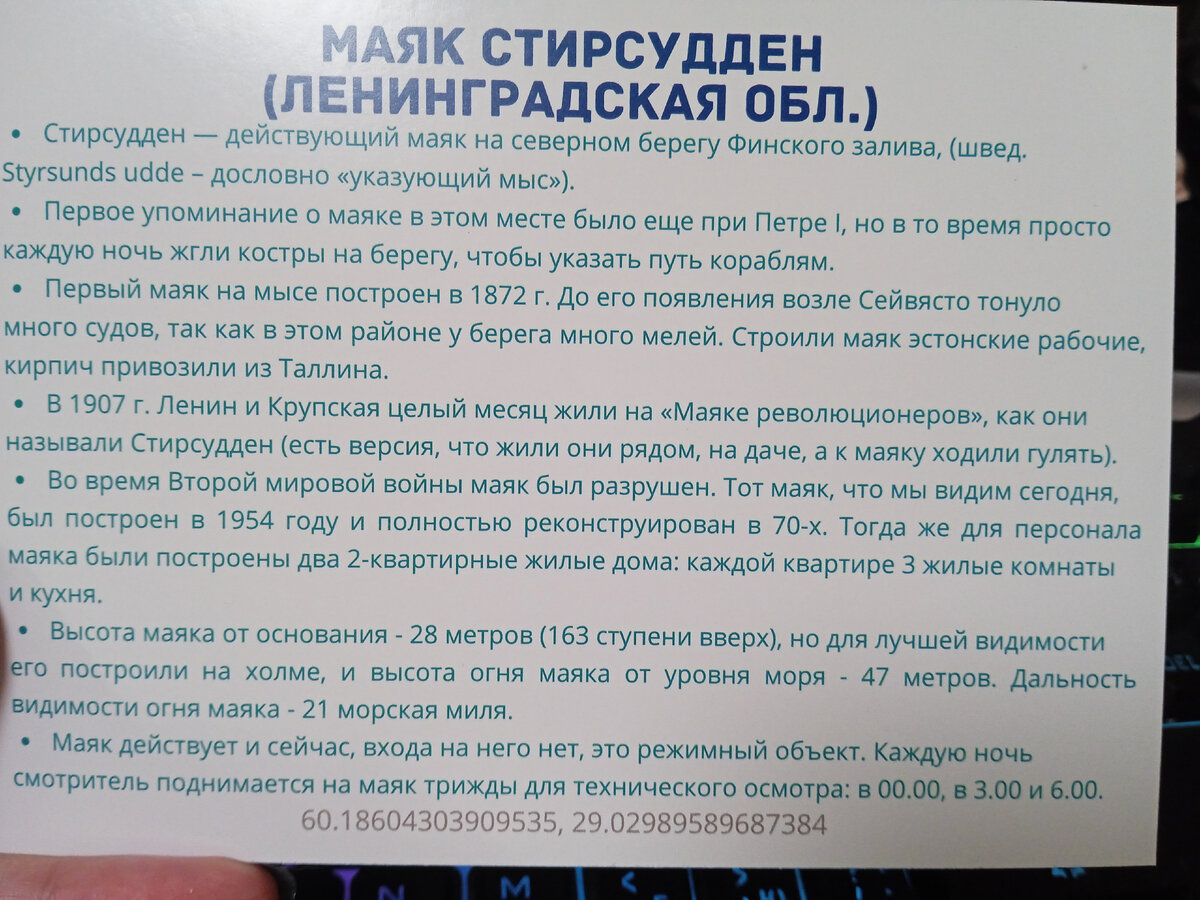 МАЯК СТИРСУДДЕН
(ЛЕНИНГРАДСКАЯ ОБЛ.)
• Стирсудден — действующий маяк на северном берегу Финского залива, (швед.
Styrsunds udde – дословно «указующий мыс»).
• Первое упоминание о маяке в этом месте было еще при Петре I, но в то время просто
каждую ночь жгли костры на берегу, чтобы указать путь кораблям.
• Первый маяк на мысе построен в 1872 г. До его появления возле Сейвясто тонуло
много судов, так как в этом районе у берега много мелей. Строили маяк эстонские рабочие,
кирпич привозили из Таллина.
• В 1907 г. Ленин и Крупская целый месяц жили на «Маяке революционеров», как они
называли Стирсудден (есть версия, что жили они рядом, на даче, а к маяку ходили гулять).
• Во время Второй мировой войны маяк был разрушен. Тот маяк, что мы видим сегодня,
был построен в 1954 году и полностью реконструирован в 70-х. Тогда же для персонала
маяка были построены два 2-квартирные жилые дома: каждой квартире 3 жилые комнаты
и кухня.
• Высота маяка от основания - 28 метров (163 ступени вверх), но для лучшей видимости
его построили на холме, и высота огня маяка от уровня моря - 47 метров. Дальность
видимости огня маяка - 21 морская миля.
• Маяк действует и сейчас, входа на него нет, это режимный объект. Каждую ночь
смотритель поднимается на маяк трижды для технического осмотра: в 00.00, в 3.00 и 6.00.
60.18604303909535, 29.02989589687384
N M <